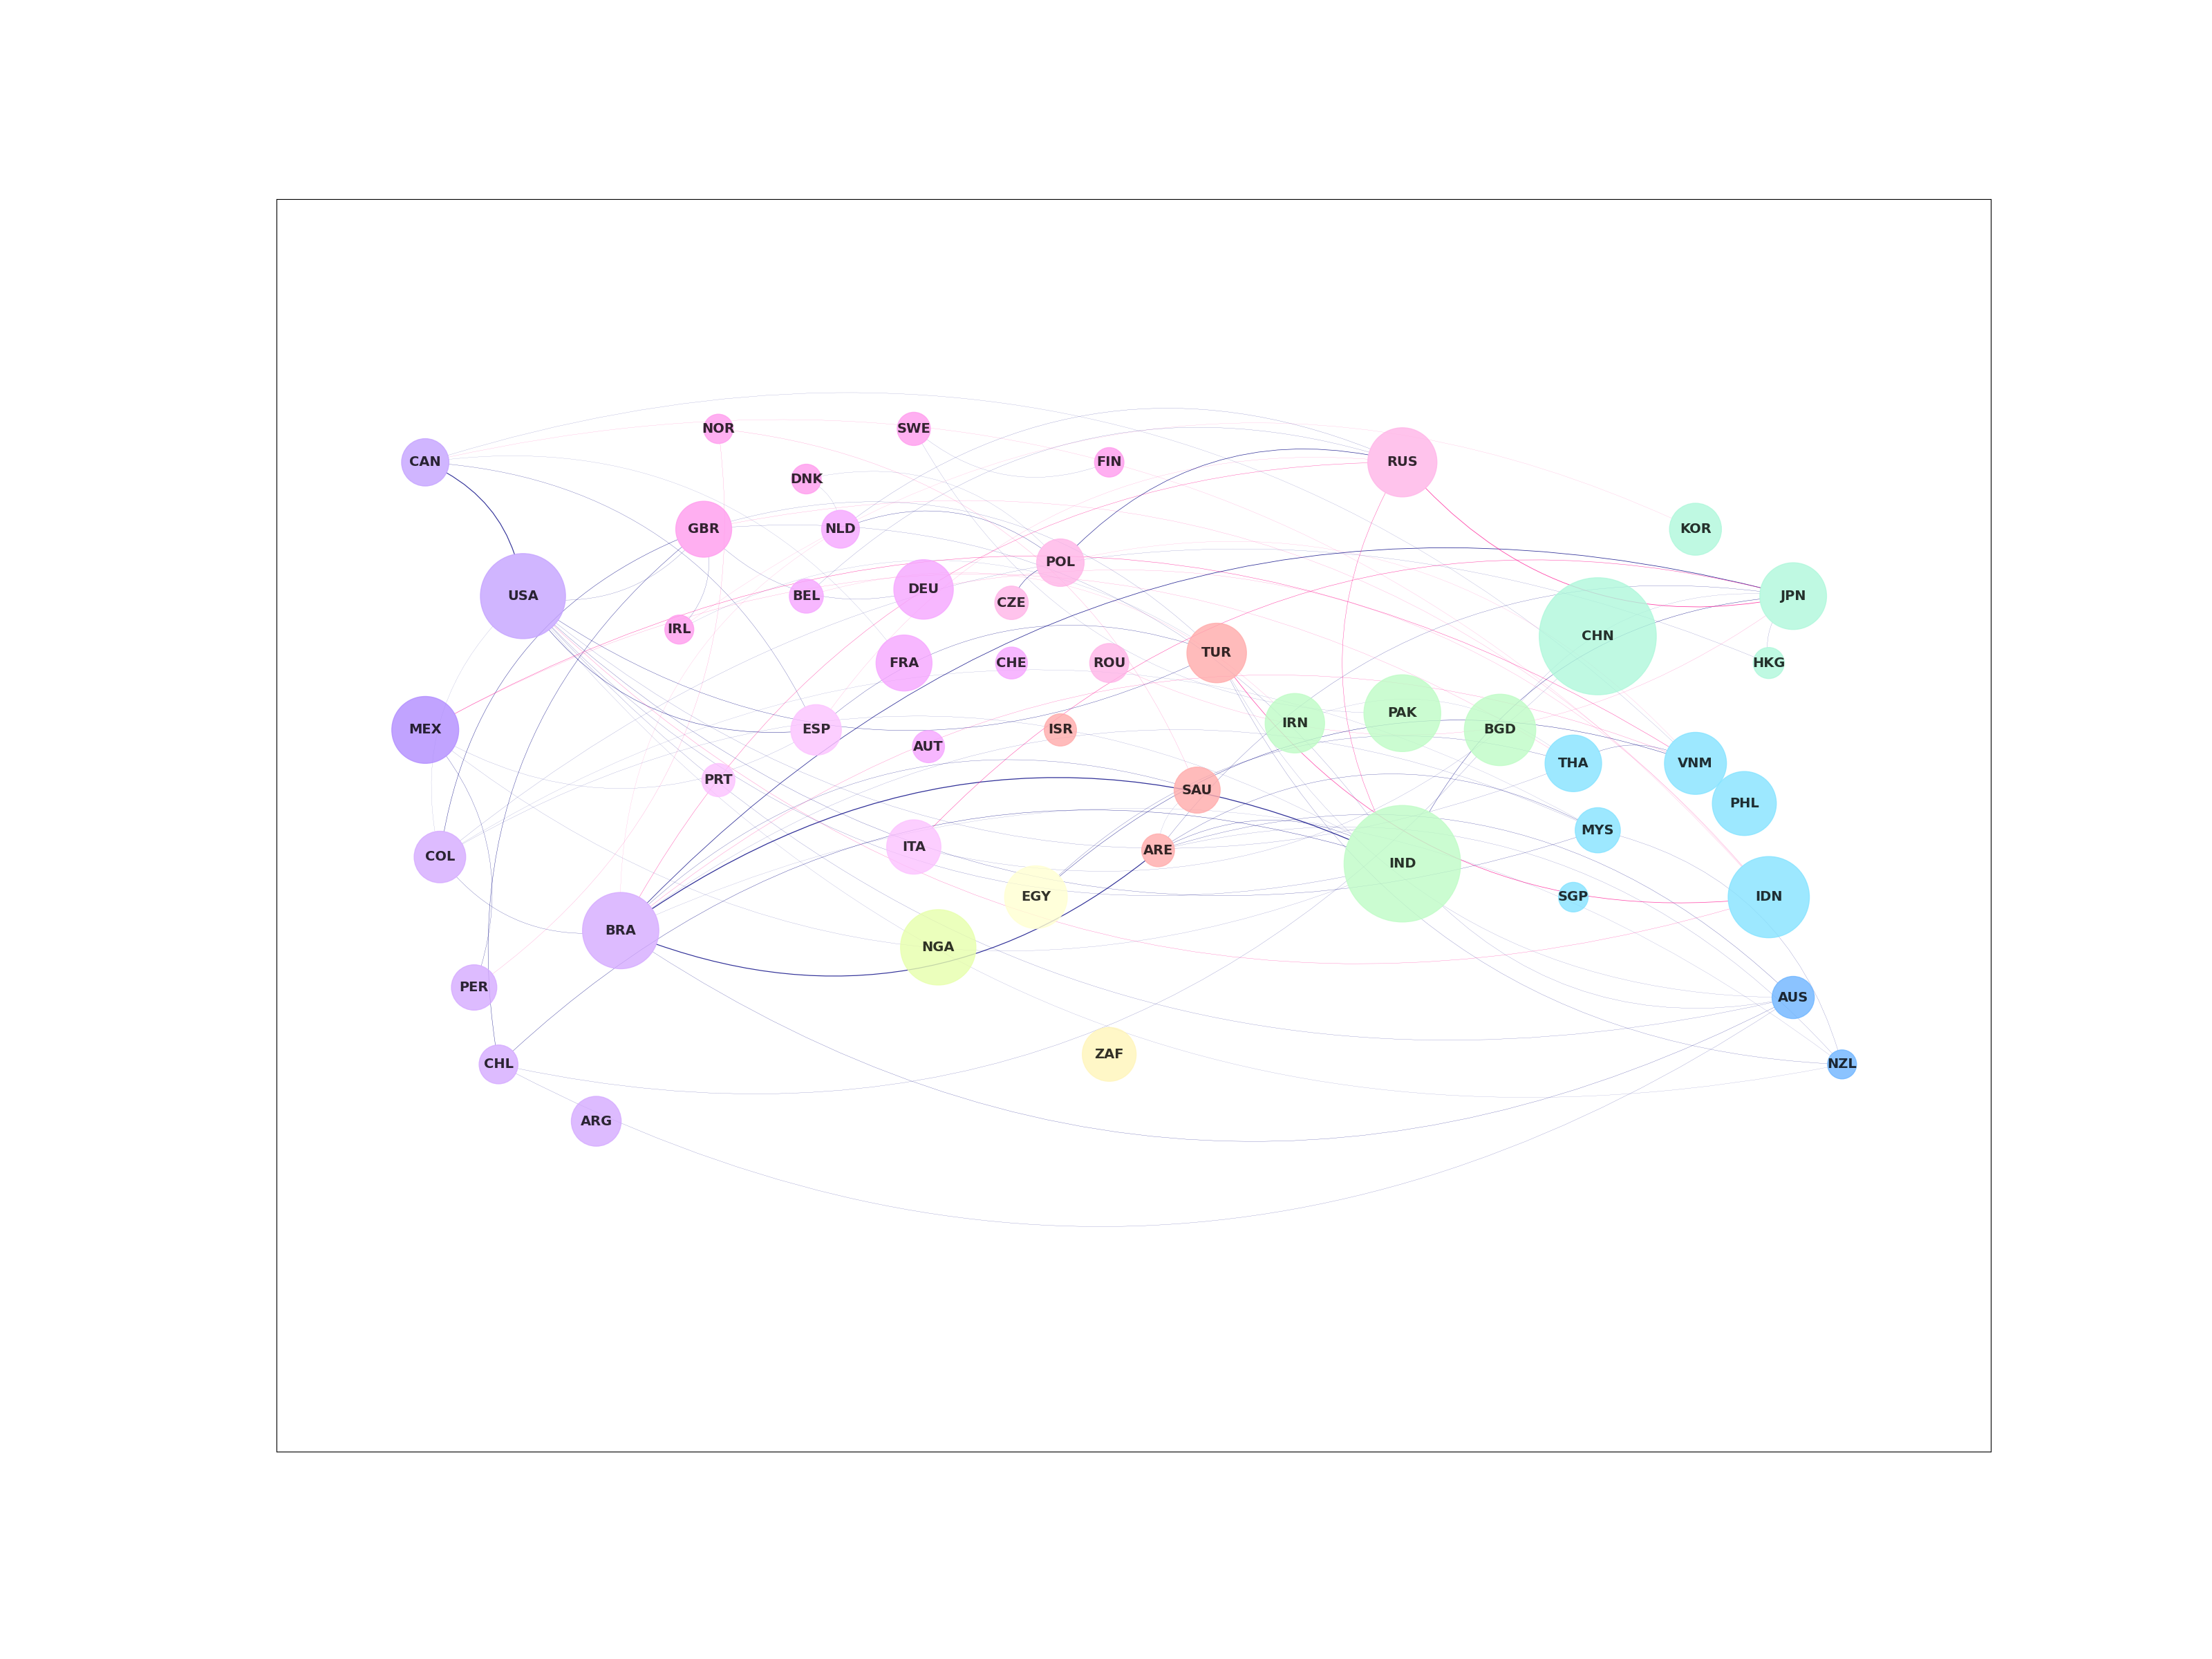 NOR
SWE
CAN
FIN
RUS
DNK
GBR
NLD
KOR
POL
DEU
USA
BEL
CZE
JPN
IRL
CHN
TUR
FRA
CHE
ROU
HKG
PAK
IRN
MEX
ESP
ISR
BGD
AUT
THA
VNM
PRT
SAU
PHL
MYS
ITA
ARE
COL
IND
EGY
SGP
IDN
BRA
NGA
PER
AUS
ZAF
CHL
NZL
ARG